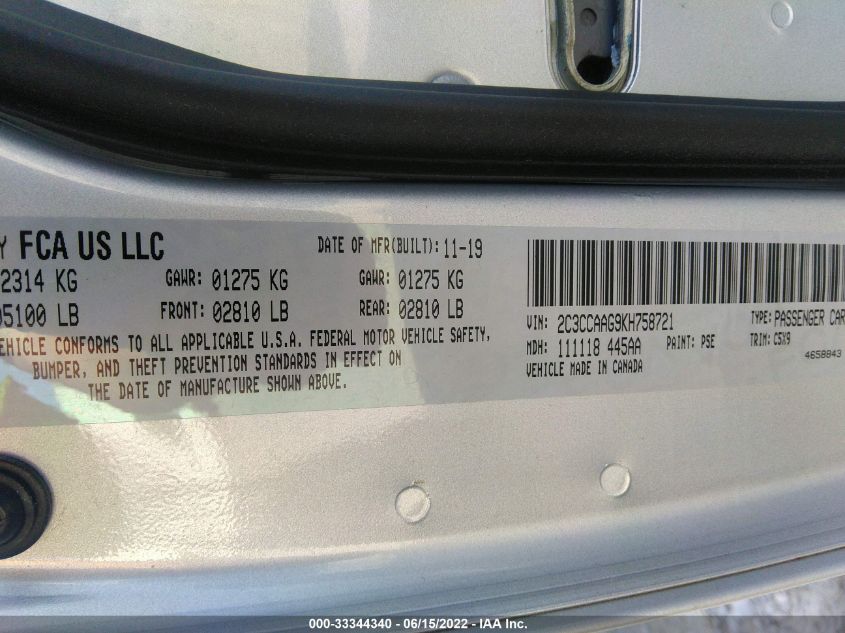 FCA US LLC DATE OF MFR(BUILT): 11-19
2314 KG GAWR: 01275 KG GAWR: 01275 KG
5100 LB FRONT: 02810 LB REAR: 02810 LB
VEHICLE CONFORMS TO ALL APPLICABLE U.S.A. FEDERAL MOTOR VEHICLE SAFETY,
BUMPER, AND THEFT PREVENTION STANDARDS IN EFFECT ON
THE DATE OF MANUFACTURE SHOWN ABOVE.
VIN: 2C3CCAAG9KH758721 TYPE: PASSENGER CAR
MDH: 111118 445AA PAINT: PSE TRIM: C5X9
VEHICLE MADE IN CANADA 4658843
000-33344340 - 06/15/2022 - IAA Inc.